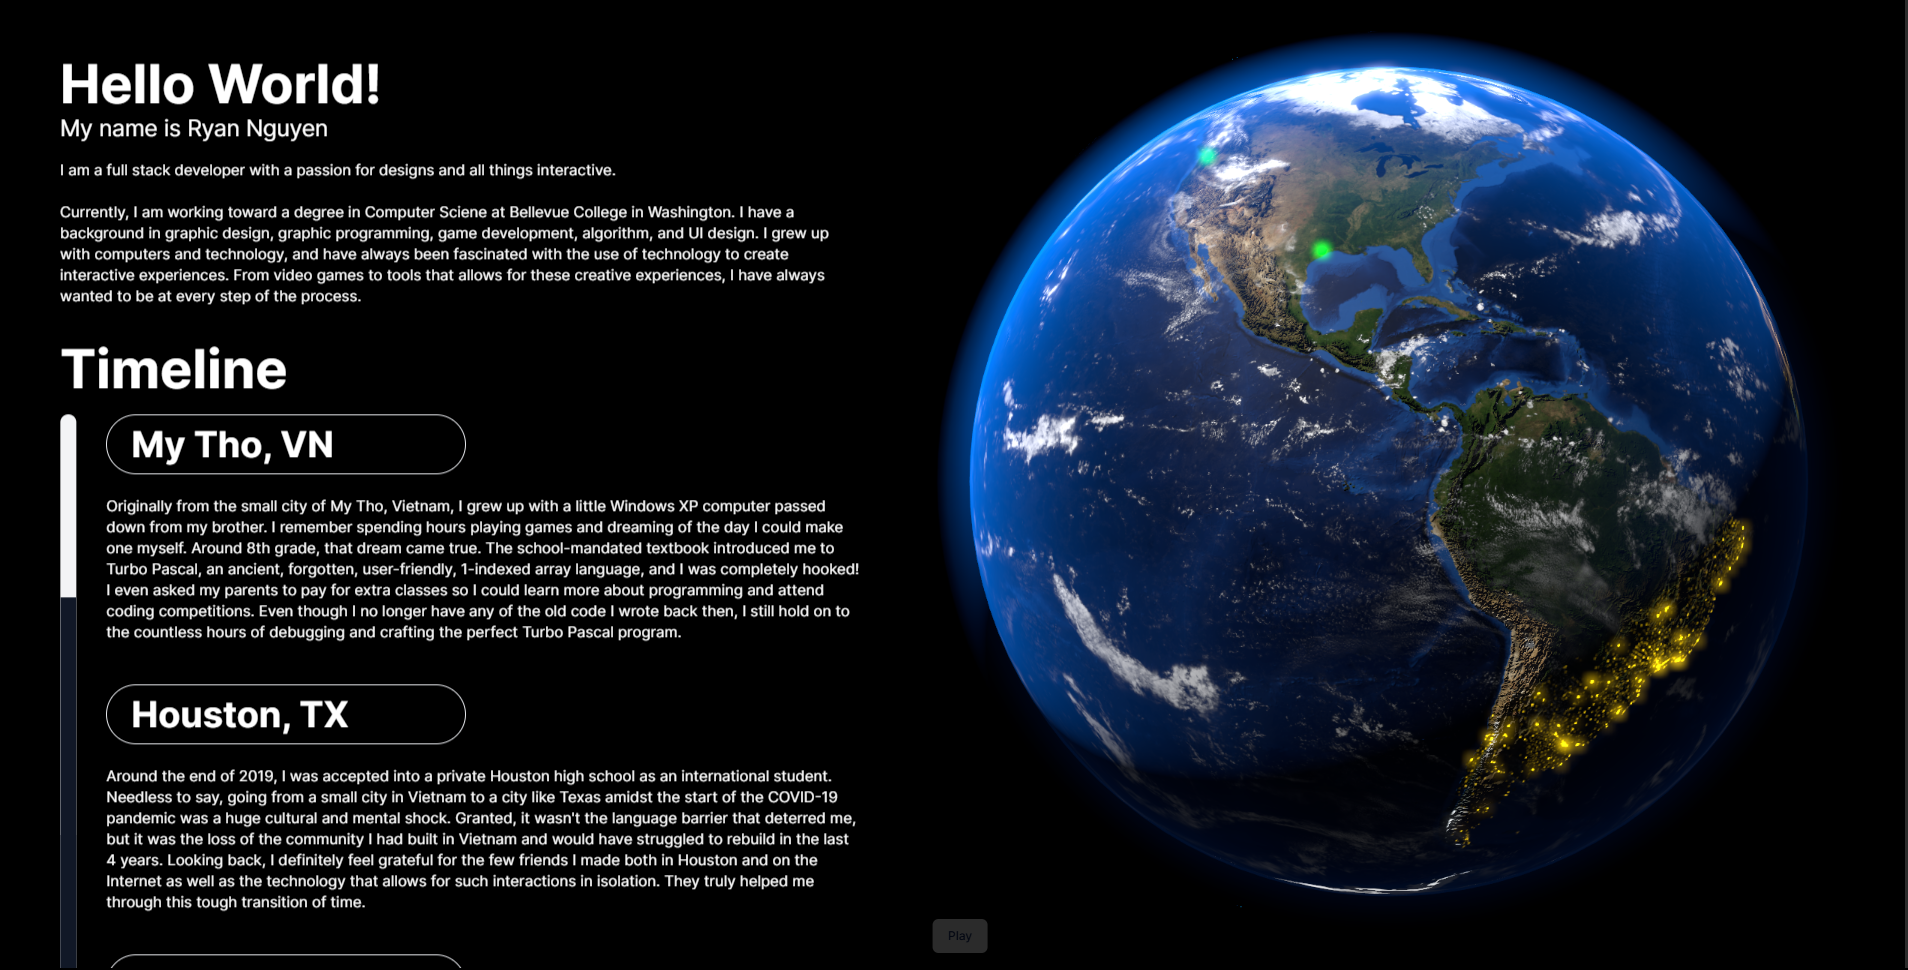 Hello World!
My name is Ryan Nguyen
I am a full stack developer with a passion for designs and all things interactive.
Currently, I am working toward a degree in Computer Sciene at Bellevue College in Washington. I have a
background in graphic design, graphic programming, game development, algorithm, and UI design. I grew up
with computers and technology, and have always been fascinated with the use of technology to create
interactive experiences. From video games to tools that allows for these creative experiences, I have always
wanted to be at every step of the process.
Timeline
My Tho, VN
Originally from the small city of My Tho, Vietnam, I grew up with a little Windows XP computer passed
down from my brother. I remember spending hours playing games and dreaming of the day I could make
one myself. Around 8th grade, that dream came true. The school-mandated textbook introduced me to
Turbo Pascal, an ancient, forgotten, user-friendly, 1-indexed array language, and I was completely hooked!
I even asked my parents to pay for extra classes so I could learn more about programming and attend
coding competitions. Even though I no longer have any of the old code I wrote back then, I still hold on to
the countless hours of debugging and crafting the perfect Turbo Pascal program.
Houston, TX
Around the end of 2019, I was accepted into a private Houston high school as an international student.
Needless to say, going from a small city in Vietnam to a city like Texas amidst the start of the COVID-19
pandemic was a huge cultural and mental shock. Granted, it wasn't the language barrier that deterred me,
but it was the loss of the community I had built in Vietnam and would have struggled to rebuild in the last
4 years. Looking back, I definitely feel grateful for the few friends I made both in Houston and on the
Internet as well as the technology that allows for such interactions in isolation. They truly helped me
through this tough transition of time.
Play